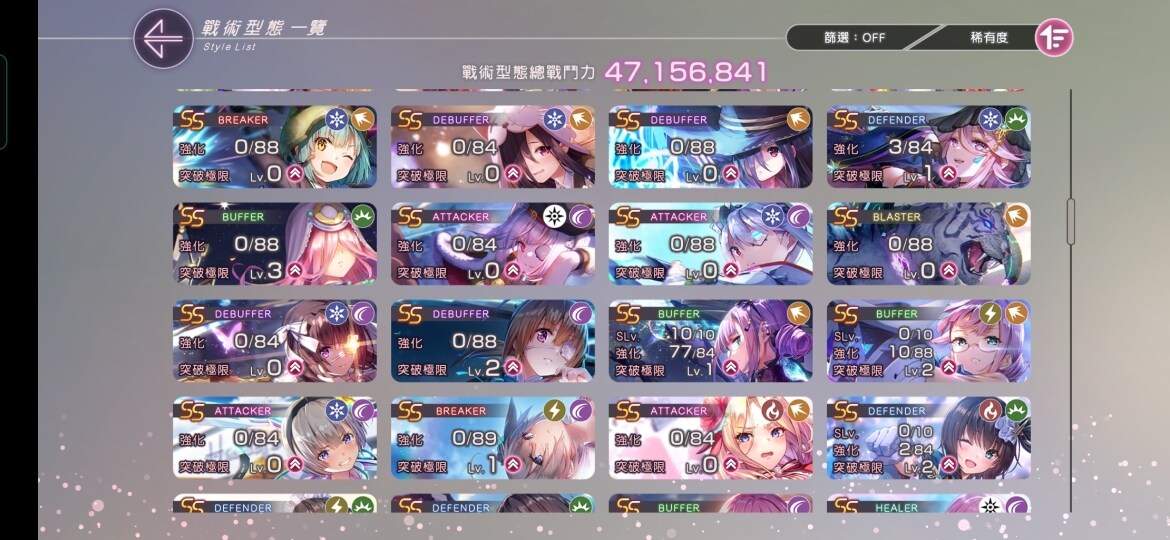 戰術型態一覽
Style List
篩選：OFF
稀有度
戰術型態總戰鬥力 47,156,841
SS BREAKER
強化 0/88
突破極限 Lv.0
SS DEBUFFER
強化 0/84
突破極限 Lv.0
SS DEBUFFER
強化 0/88
突破極限 Lv.0
SS DEFENDER
強化 3/84
突破極限 Lv.1
SS BUFFER
強化 0/88
突破極限 Lv.3
SS ATTACKER
強化 0/84
突破極限 Lv.0
SS ATTACKER
強化 0/88
突破極限 Lv.0
SS BLASTER
強化 0/88
突破極限 Lv.0
SS DEBUFFER
強化 0/84
突破極限 Lv.0
SS DEBUFFER
強化 0/88
突破極限 Lv.2
SS BUFFER
SLv. 10/10
強化 77/84
突破極限 Lv.1
SS BUFFER
SLv. 0/10
強化 10/88
突破極限 Lv.2
SS ATTACKER
強化 0/84
突破極限 Lv.0
SS BREAKER
強化 0/89
突破極限 Lv.1
SS ATTACKER
強化 0/84
突破極限 Lv.0
SS DEFENDER
SLv. 0/10
強化 2/84
突破極限 Lv.2
SS DEFENDER
SS DEFENDER
SS BUFFER
SS HEALER